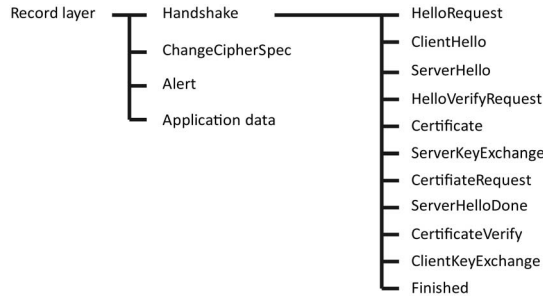 Record layer
Handshake
ChangeCipherSpec
Alert
Application data
HelloRequest
ClientHello
ServerHello
HelloVerifyRequest
Certificate
ServerKeyExchange
CertifiateRequest
ServerHelloDone
CertificateVerify
ClientKeyExchange
Finished